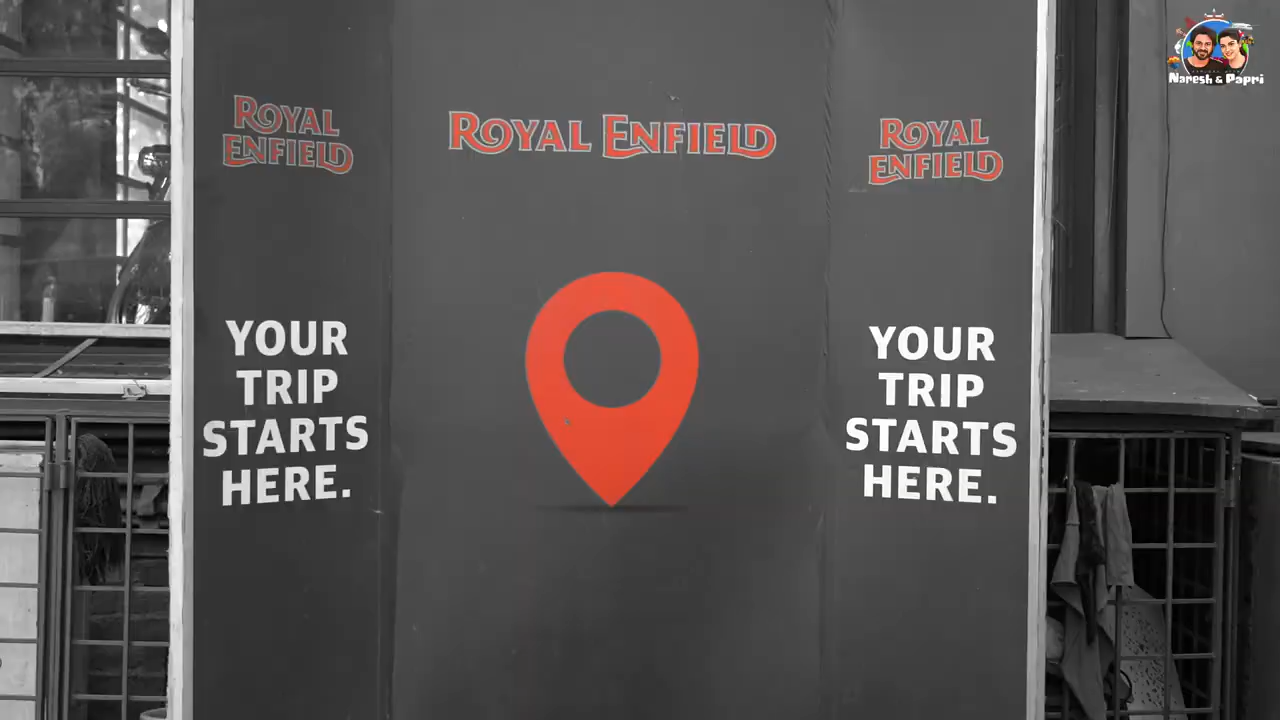 ROYAL
ENFIELD
ROYAL ENFIELD
ROYAL
ENFIELD
YOUR
TRIP
STARTS
HERE.
YOUR
TRIP
STARTS
HERE.
Naresh & Papri